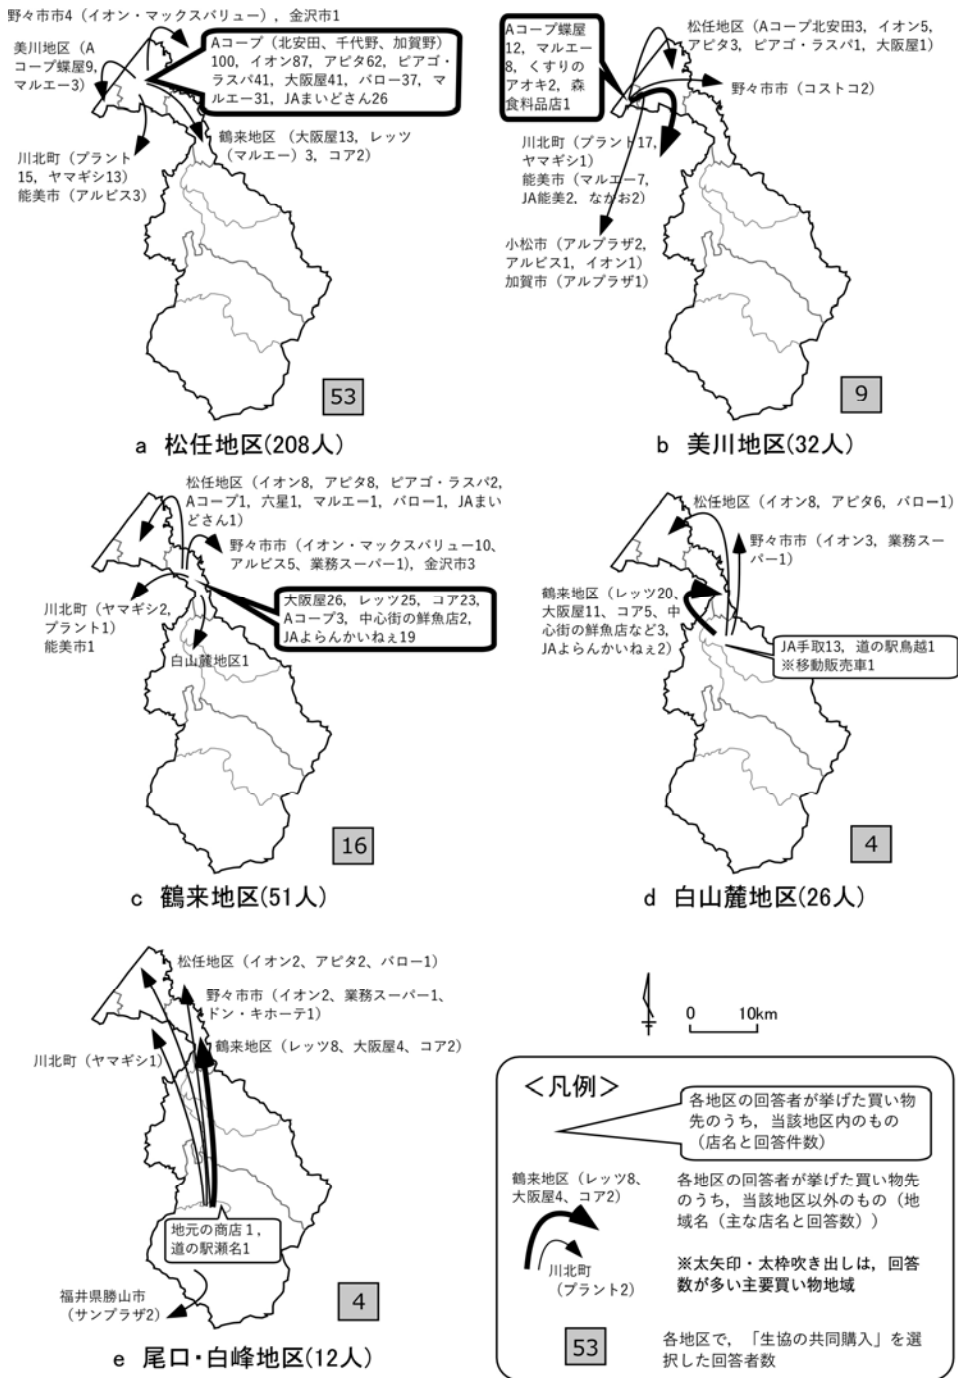 野々市市4（イオン・マックスバリュー），金沢市1
美川地区（A
コープ蝶屋9，
マルエー3）
Aコープ（北安田、千代野、加賀野）
100，イオン87，アピタ62，ピアゴ・
ラスパ41，大阪屋41，バロー37，マ
ルエー31，JAまいどさん26
鶴来地区（大阪屋13，レッツ
（マルエー）3，コア2）
川北町（プラント
15，ヤマギシ13）
能美市（アルビス3）
53
a 松任地区(208人)
Aコープ蝶屋
12，マルエー
8，くすりの
アオキ2，森
食料品店1
松任地区（Aコープ北安田3，イオン5，
アピタ3，ピアゴ・ラスパ1，大阪屋1）
野々市市（コストコ2）
川北町（プラント17，
ヤマギシ1）
能美市（マルエー7，
JA能美2，なかお2）
小松市（アルプラザ2，
アルビス1，イオン1）
加賀市（アルプラザ1）
9
b 美川地区(32人)
松任地区（イオン8，アピタ8，ピアゴ・ラスパ2，
Aコープ1，六星1，マルエー1，バロー1，JAまい
どさん1）
野々市市（イオン・マックスバリュー10、
アルビス5、業務スーパー1），金沢市3
大阪屋26，レッツ25，コア23，
Aコープ3，中心街の鮮魚店2，
JAよらんかいねぇ19
川北町（ヤマギシ2，
プラント1）
能美市1
白山麓地区1
16
c 鶴来地区(51人)
松任地区（イオン8，アピタ6，バロー1）
野々市市（イオン3，業務スー
パー1）
鶴来地区（レッツ20，
大阪屋11，コア5、中
心街の鮮魚店など3，
JAよらんかいねぇ2）
JA手取13，道の駅鳥越1
※移動販売車1
4
d 白山麓地区(26人)
松任地区（イオン2、アピタ2、バロー1）
野々市市（イオン2、業務スーパー1、
ドン・キホーテ1）
鶴来地区（レッツ8、大阪屋4、コア2）
川北町（ヤマギシ1）
地元の商店１，
道の駅瀬名1
福井県勝山市
（サンプラザ2）
4
e 尾口・白峰地区(12人)
0 10km
＜凡例＞
各地区の回答者が挙げた買い物
先のうち，当該地区内のもの
（店名と回答件数）
鶴来地区（レッツ8、
大阪屋4、コア2）
川北町
（プラント2）
各地区の回答者が挙げた買い物先
のうち，当該地区以外のもの（地
域名（主な店名と回答数））
※太矢印・太枠吹き出しは，回答
数が多い主要買い物地域
53
各地区で，「生協の共同購入」を選
択した回答者数